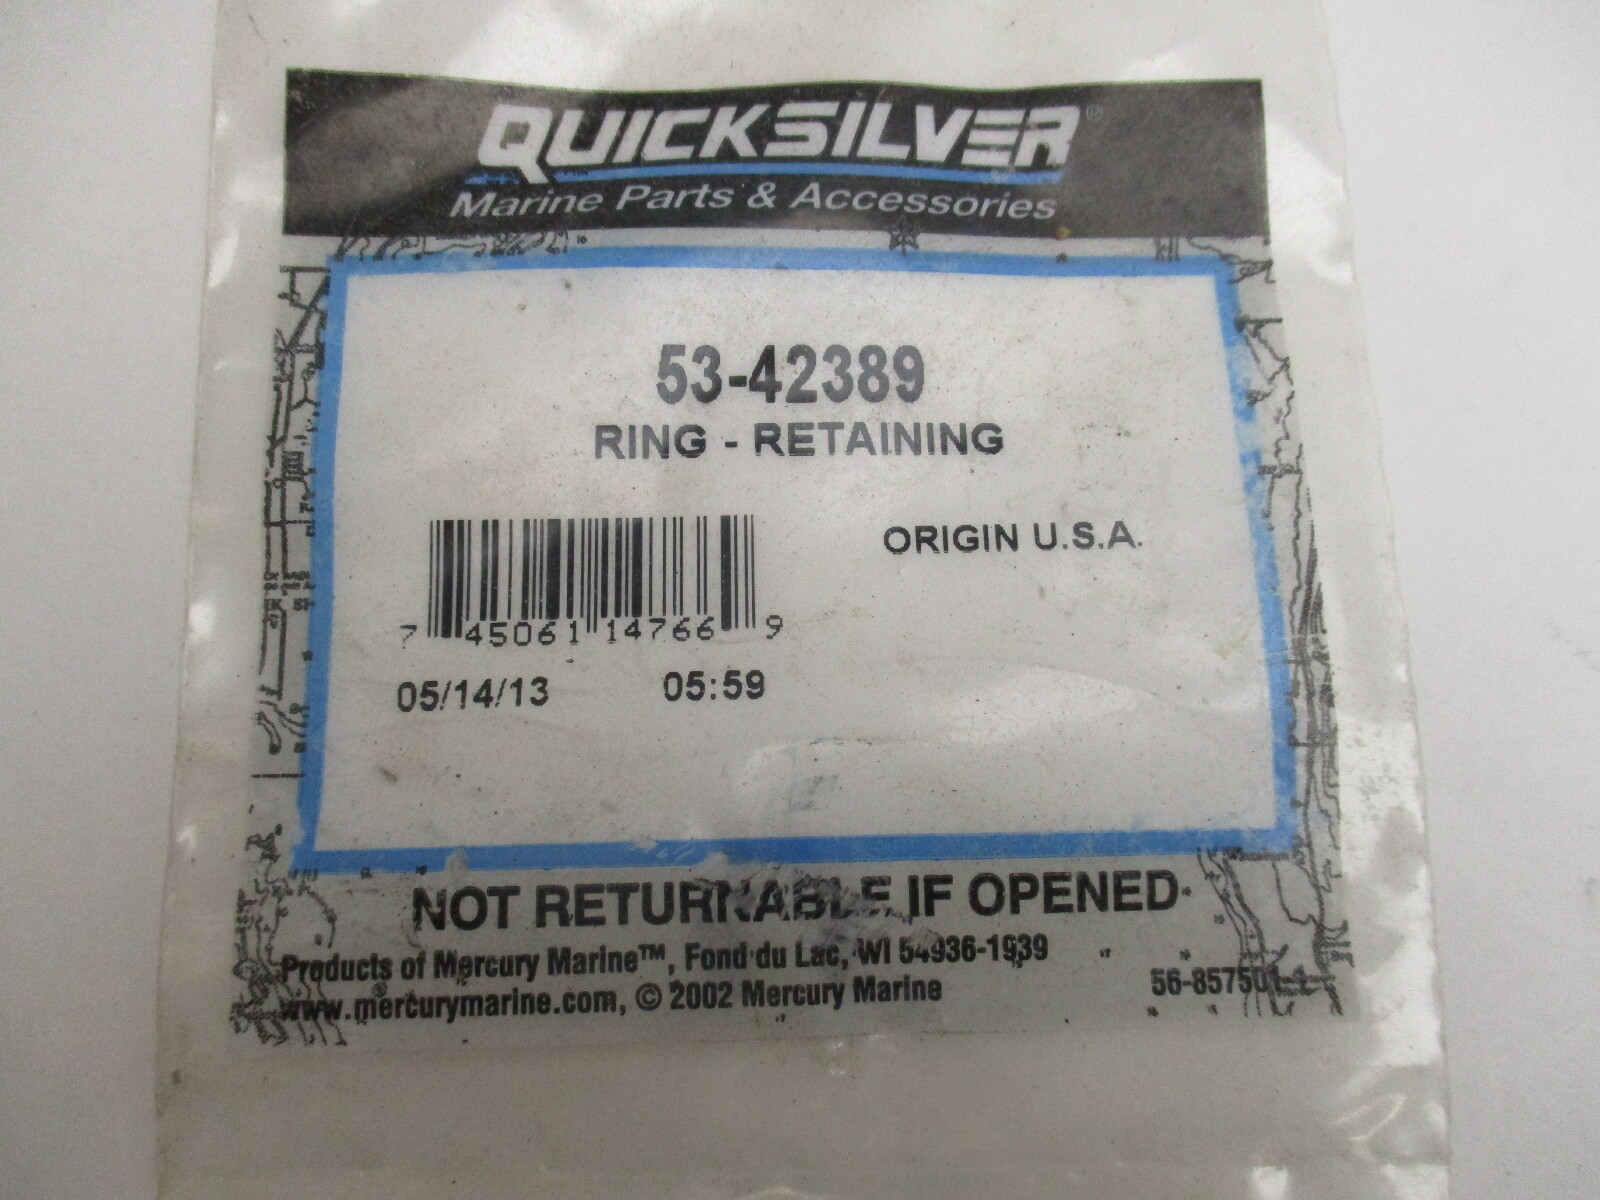 QUICKSILVER®
Marine Parts & Accessories
53-42389
RING - RETAINING
ORIGIN U.S.A.
7 45061 14766 9
05/14/13 05:59
NOT RETURNABLE IF OPENED
Products of Mercury Marine™, Fond du Lac, WI 54936-1939
www.mercurymarine.com, © 2002 Mercury Marine